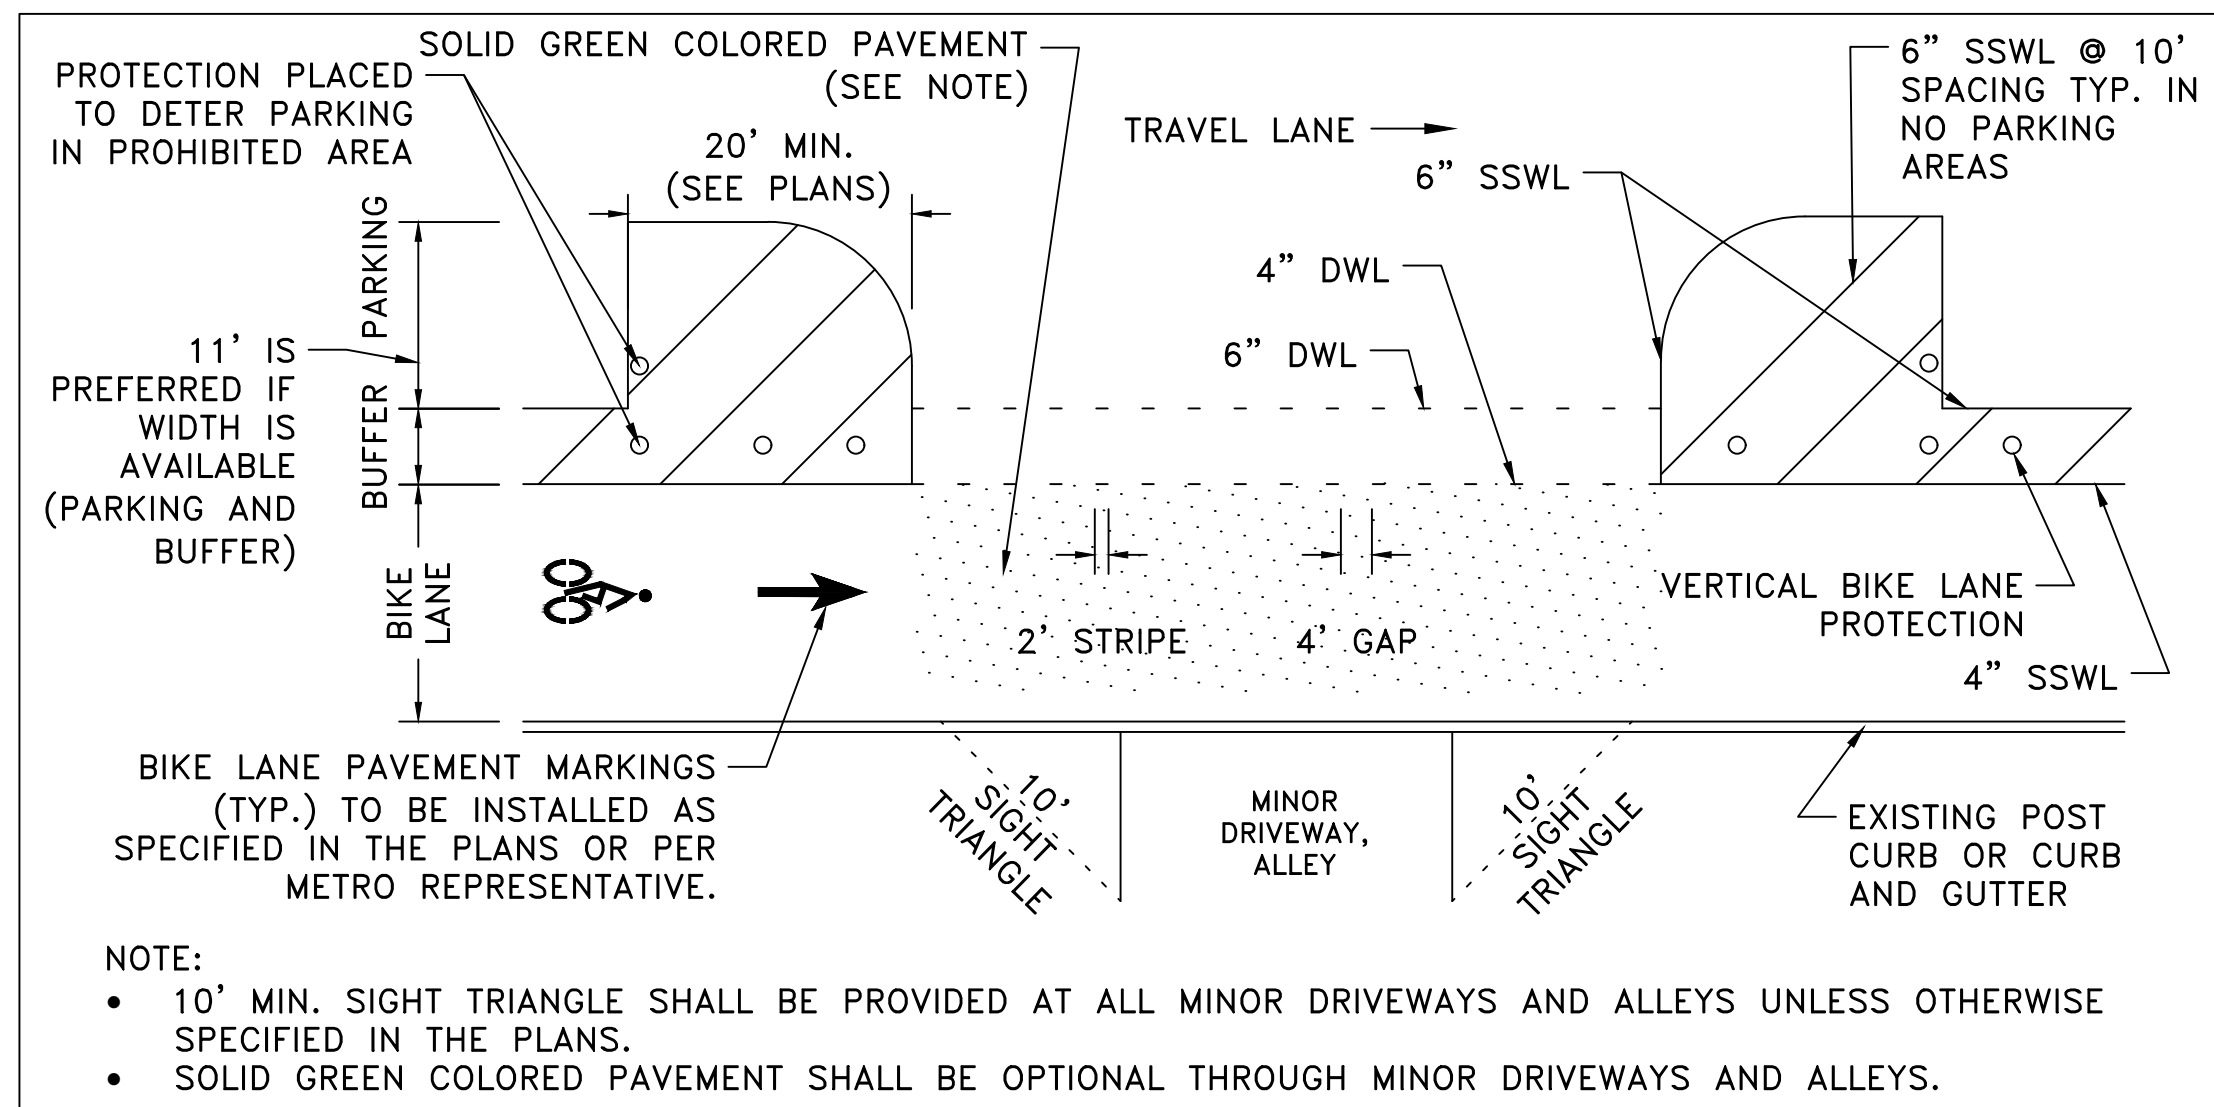 SOLID GREEN COLORED PAVEMENT
(SEE NOTE)
PROTECTION PLACED
TO DETER PARKING
IN PROHIBITED AREA
20’ MIN.
(SEE PLANS)
TRAVEL LANE
6” SSWL @ 10’
SPACING TYP. IN
NO PARKING
AREAS
6” SSWL
4” DWL
6” DWL
PARKING
BUFFER
BIKE
LANE
11’ IS
PREFERRED IF
WIDTH IS
AVAILABLE
(PARKING AND
BUFFER)
2’ STRIPE
4’ GAP
VERTICAL BIKE LANE
PROTECTION
4” SSWL
BIKE LANE PAVEMENT MARKINGS
(TYP.) TO BE INSTALLED AS
SPECIFIED IN THE PLANS OR PER
METRO REPRESENTATIVE.
10’
SIGHT
TRIANGLE
MINOR
DRIVEWAY,
ALLEY
10’
SIGHT
TRIANGLE
EXISTING POST
CURB OR CURB
AND GUTTER
NOTE:
• 10’ MIN. SIGHT TRIANGLE SHALL BE PROVIDED AT ALL MINOR DRIVEWAYS AND ALLEYS UNLESS OTHERWISE
SPECIFIED IN THE PLANS.
• SOLID GREEN COLORED PAVEMENT SHALL BE OPTIONAL THROUGH MINOR DRIVEWAYS AND ALLEYS.